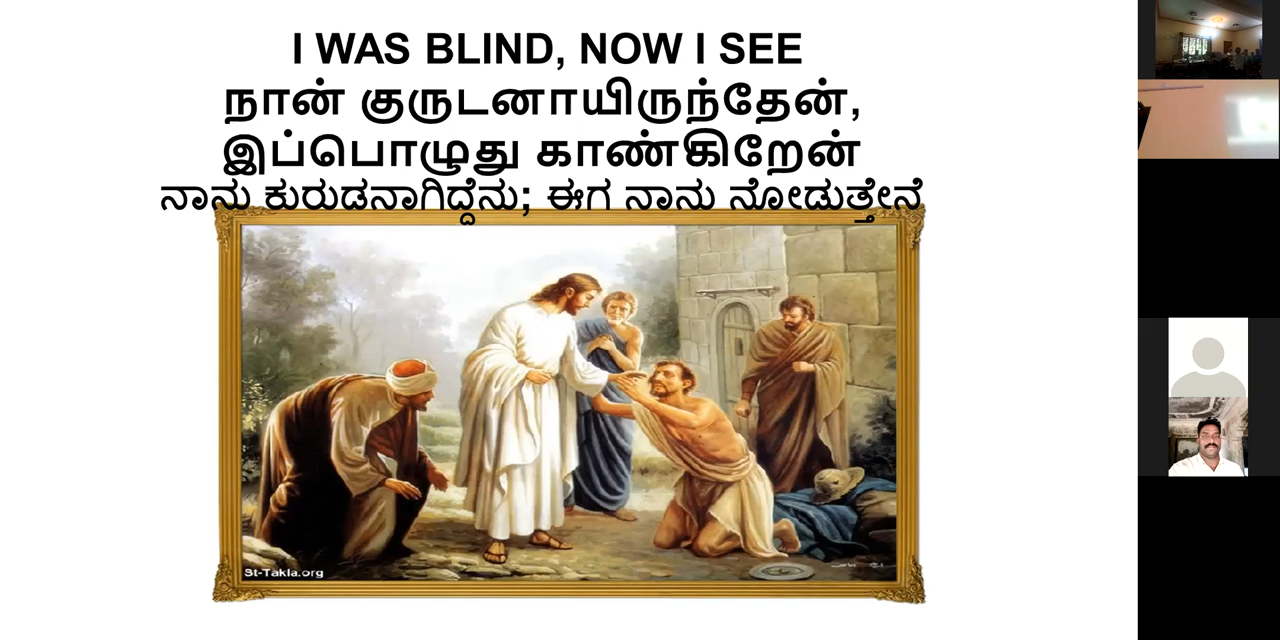 I WAS BLIND, NOW I SEE
நான் குருடனாயிருந்தேன்,
இப்பொழுது காண்கிறேன்
ನಾನು ಕುರುಡನಾಗಿದ್ದೆನು; ಈಗ ನಾನು ನೋಡುತ್ತೇನೆ
St-Takla.org